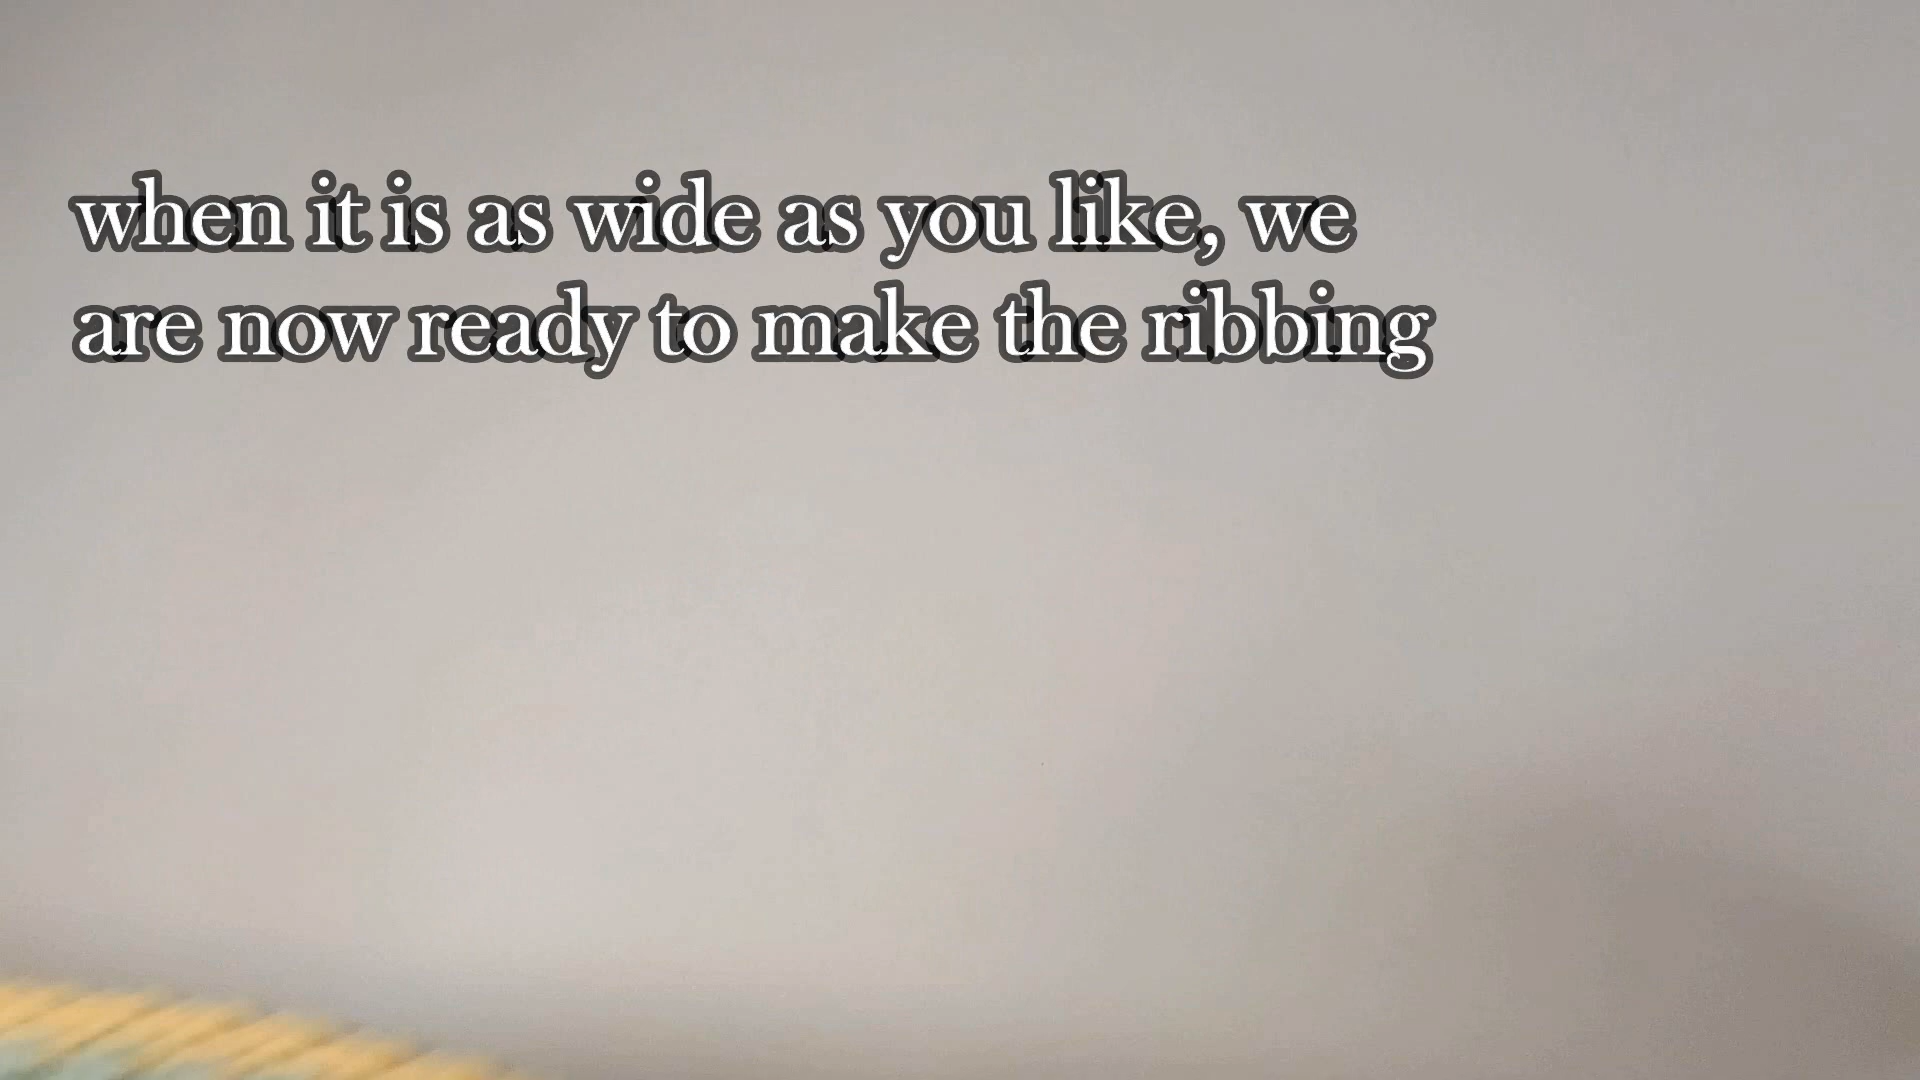 when it is as wide as you like, we
are now ready to make the ribbing